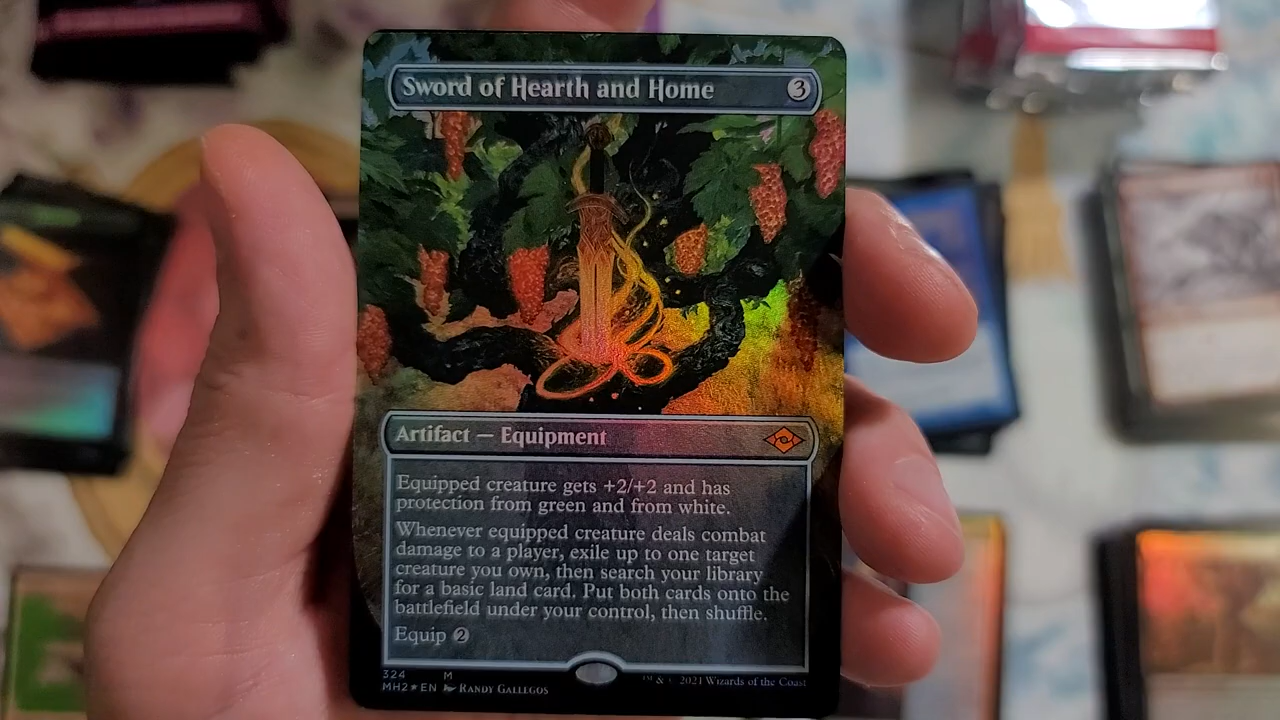 Sword of Hearth and Home 3
Artifact — Equipment
Equipped creature gets +2/+2 and has
protection from green and from white.
Whenever equipped creature deals combat
damage to a player, exile up to one target
creature you own, then search your library
for a basic land card. Put both cards onto the
battlefield under your control, then shuffle.
Equip 2
324 M
MH2 ★ EN Randy Gallegos
™ & © 2021 Wizards of the Coast